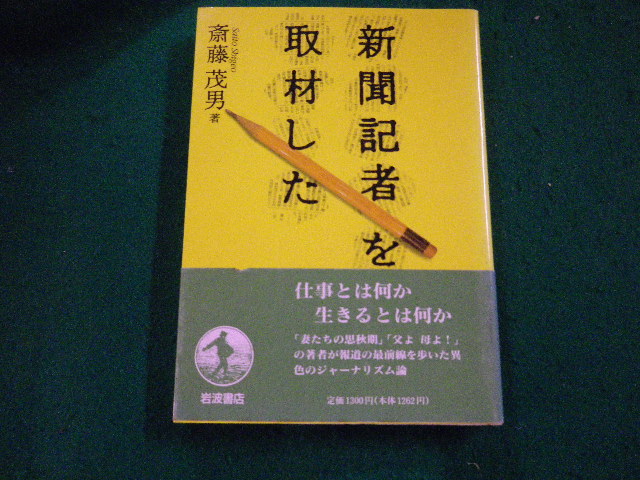 新聞記者を
取材した
Saito Shigeo
斎藤茂男
著
仕事とは何か
生きるとは何か
「妻たちの思秋期」「父よ 母よ！」
の著者が報道の最前線を歩いた異
色のジャーナリズム論
岩波書店
定価1300円(本体1262円)